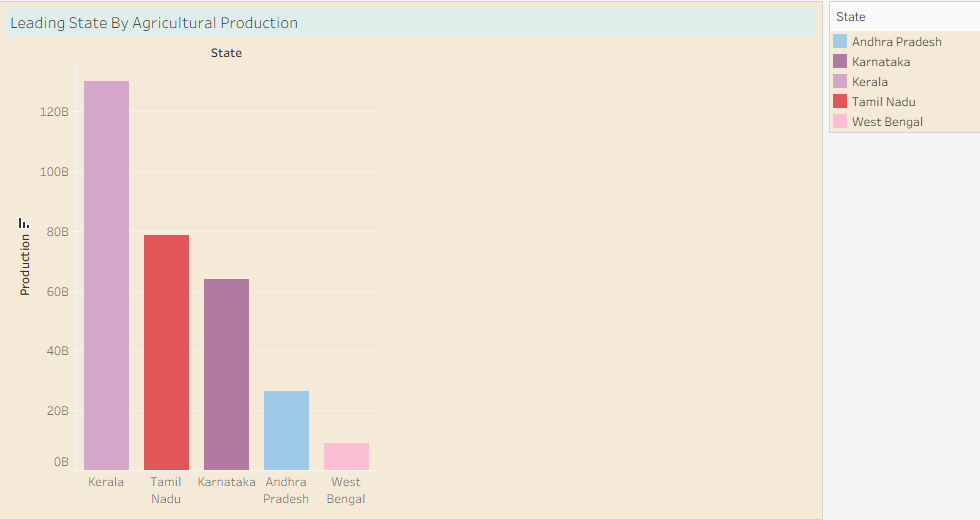 Leading State By Agricultural Production
State
120B
100B
80B
60B
40B
20B
0B
Production
Kerala
Tamil
Nadu
Karnataka
Andhra
Pradesh
West
Bengal
State
Andhra Pradesh
Karnataka
Kerala
Tamil Nadu
West Bengal